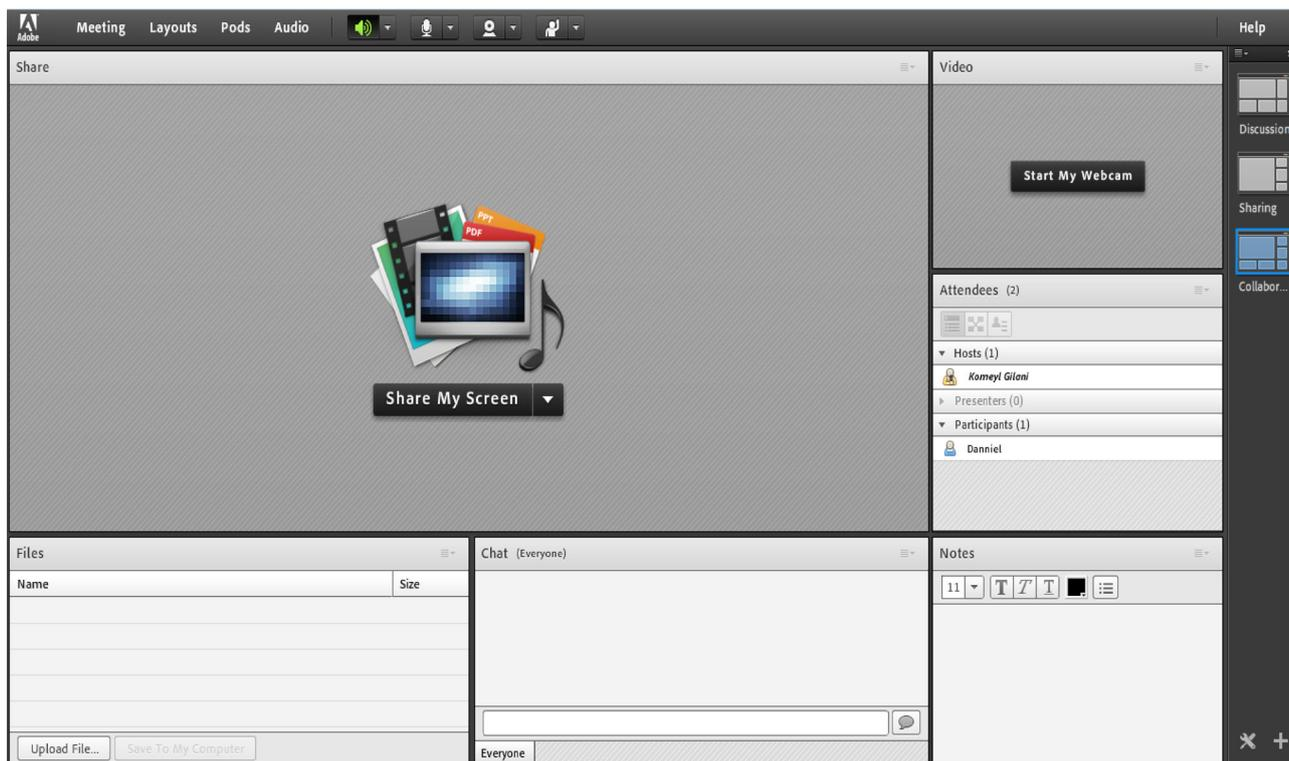 Adobe
Meeting Layouts Pods Audio Help
Share
PPT
PDF
Share My Screen
Video
Start My Webcam
Attendees (2)
Hosts (1)
Komeyl Gilani
Presenters (0)
Participants (1)
Danniel
Discussion
Sharing
Collabor...
Files
Name Size
Upload File... Save To My Computer
Chat (Everyone)
Everyone
Notes
11 T T T